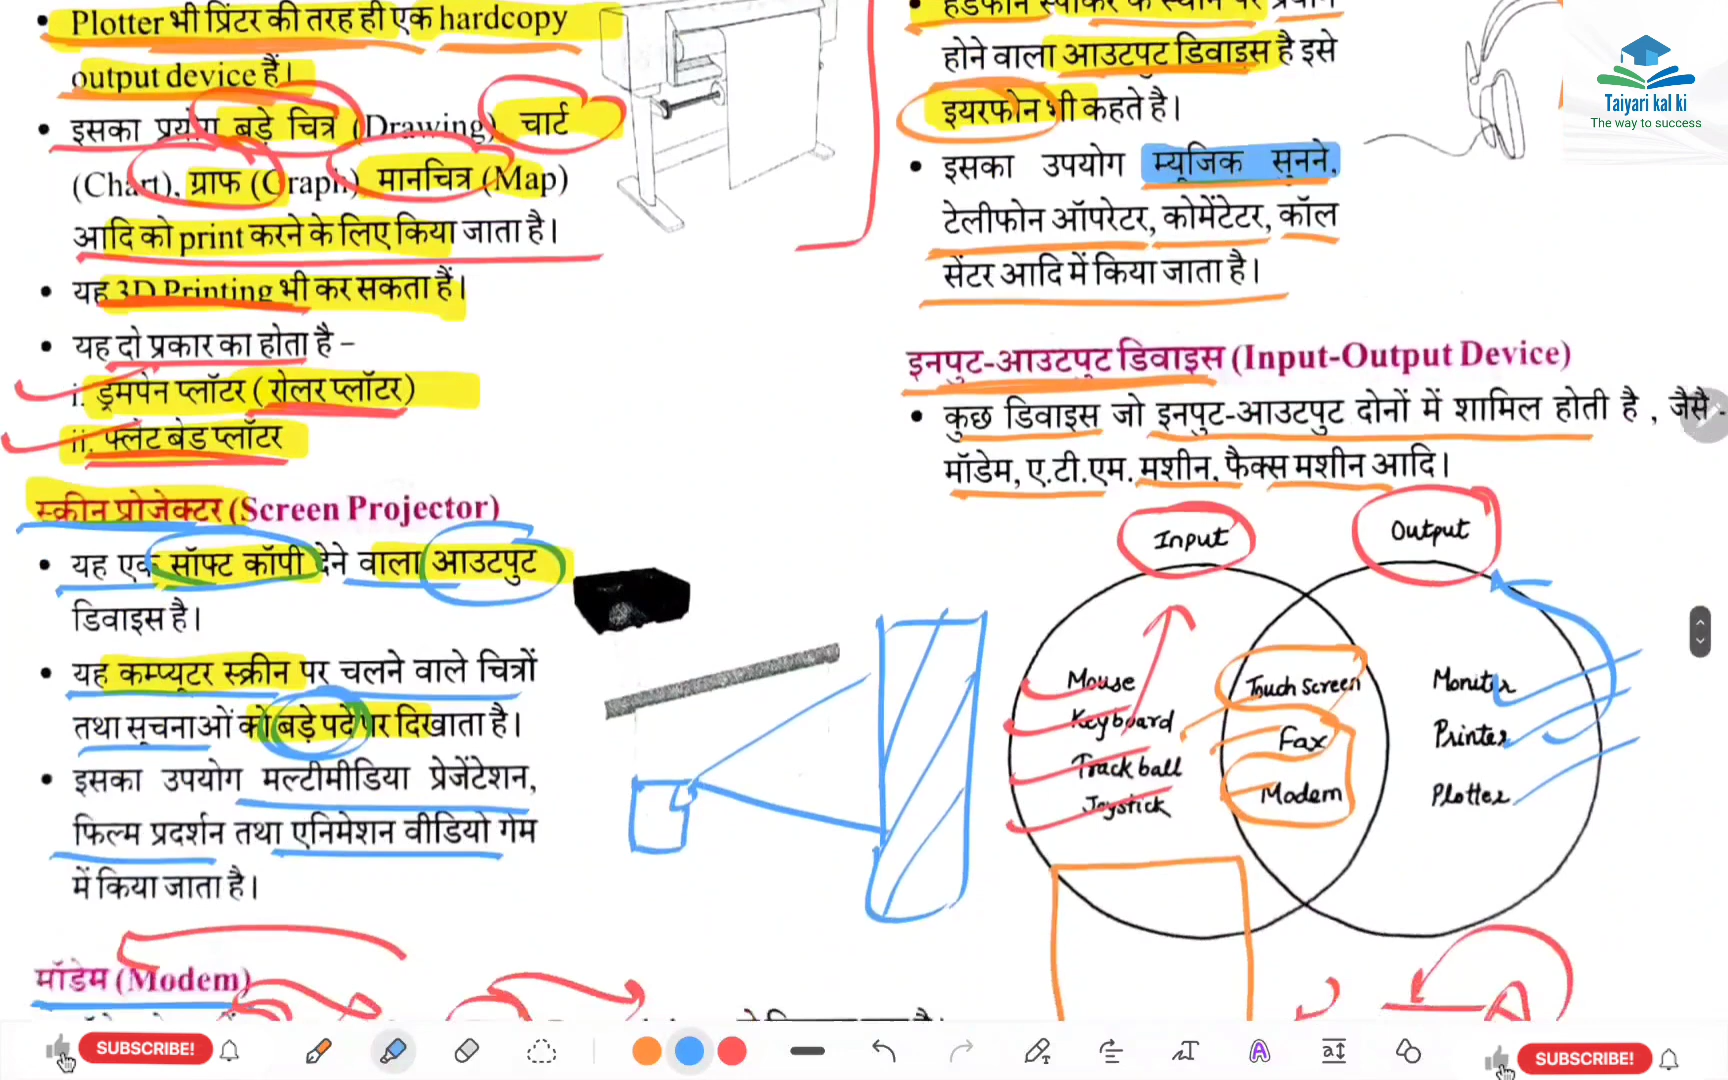 • Plotter भी प्रिंटर की तरह ही एक hardcopy
output device हैं।
• इसका प्रयोग बड़े चित्र (Drawing), चार्ट
(Chart), ग्राफ (Graph) मानचित्र (Map)
आदि को print करने के लिए किया जाता है।
• यह 3D Printing भी कर सकता हैं।
• यह दो प्रकार का होता है –
i. ड्रमपेन प्लॉटर ( रोलर प्लॉटर)
ii. फ्लैट बेड प्लॉटर
स्क्रीन प्रोजेक्टर (Screen Projector)
• यह एक सॉफ्ट कॉपी देने वाला आउटपुट
डिवाइस है।
• यह कम्प्यूटर स्क्रीन पर चलने वाले चित्रों
तथा सूचनाओं को बड़े पर्दे पर दिखाता है।
• इसका उपयोग मल्टीमीडिया प्रेजेंटेशन,
फिल्म प्रदर्शन तथा एनिमेशन वीडियो गेम
में किया जाता है।
मॉडेम (Modem)
• हेडफोन स्पीकर के स्थान पर प्रयोग
होने वाला आउटपुट डिवाइस है इसे
इयरफोन भी कहते है।
• इसका उपयोग म्यूजिक सुनने,
टेलीफोन ऑपरेटर, कोमेंटेटर, कॉल
सेंटर आदि में किया जाता है।
इनपुट-आउटपुट डिवाइस (Input-Output Device)
• कुछ डिवाइस जो इनपुट-आउटपुट दोनों में शामिल होती है , जैसै -
मॉडेम, ए.टी.एम. मशीन, फैक्स मशीन आदि।
Input
Output
Mouse
Keyboard
Track ball
Joystick
Touch Screen
Fax
Modem
Moniter
Printer
Plotter
Taiyari kal ki
The way to success
SUBSCRIBE!
SUBSCRIBE!